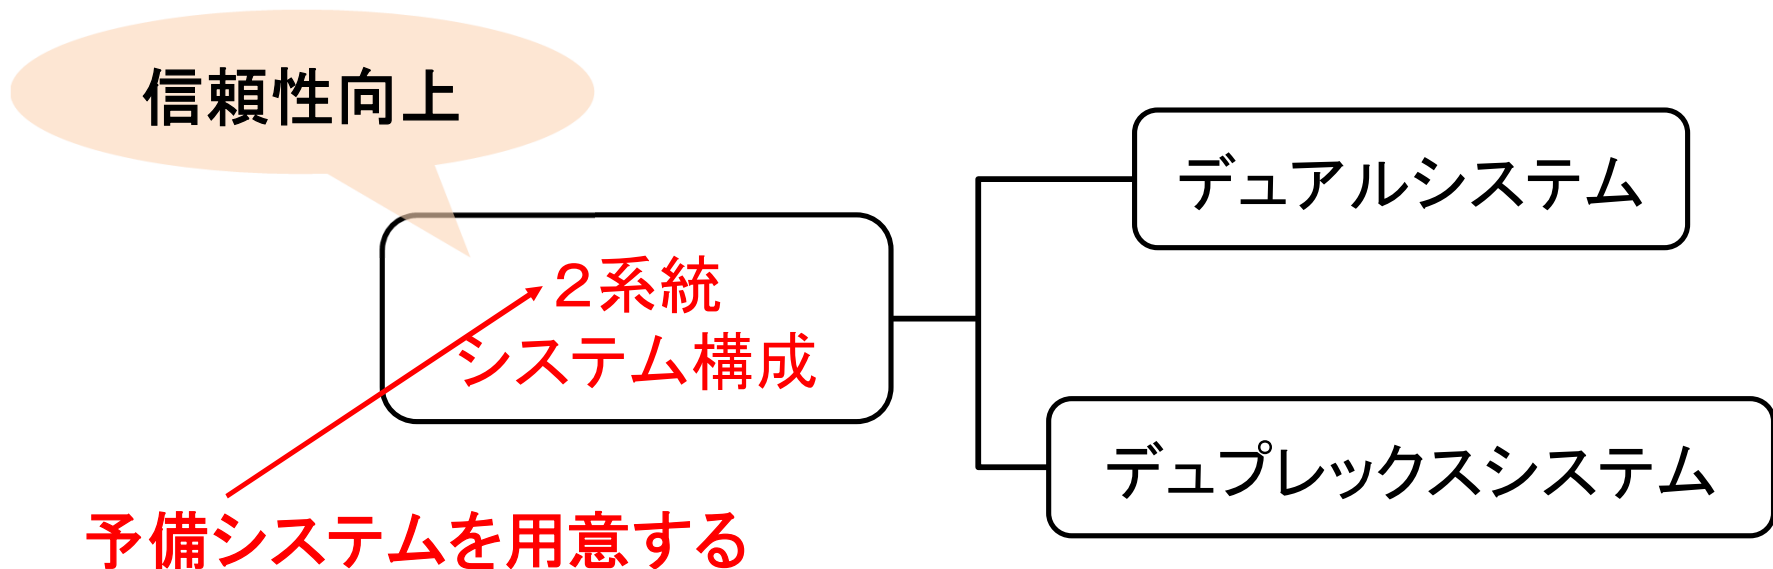 信頼性向上
デュアルシステム
２系統
システム構成
デュプレックスシステム
予備システムを用意する